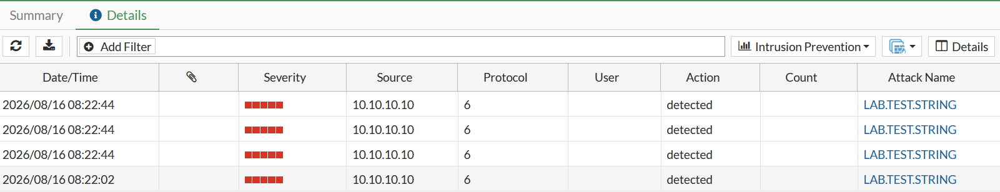 Summary Details
Add Filter Intrusion Prevention Details
Date/Time Severity Source Protocol User Action Count Attack Name
2026/08/16 08:22:44 10.10.10.10 6 detected LAB.TEST.STRING
2026/08/16 08:22:44 10.10.10.10 6 detected LAB.TEST.STRING
2026/08/16 08:22:44 10.10.10.10 6 detected LAB.TEST.STRING
2026/08/16 08:22:02 10.10.10.10 6 detected LAB.TEST.STRING